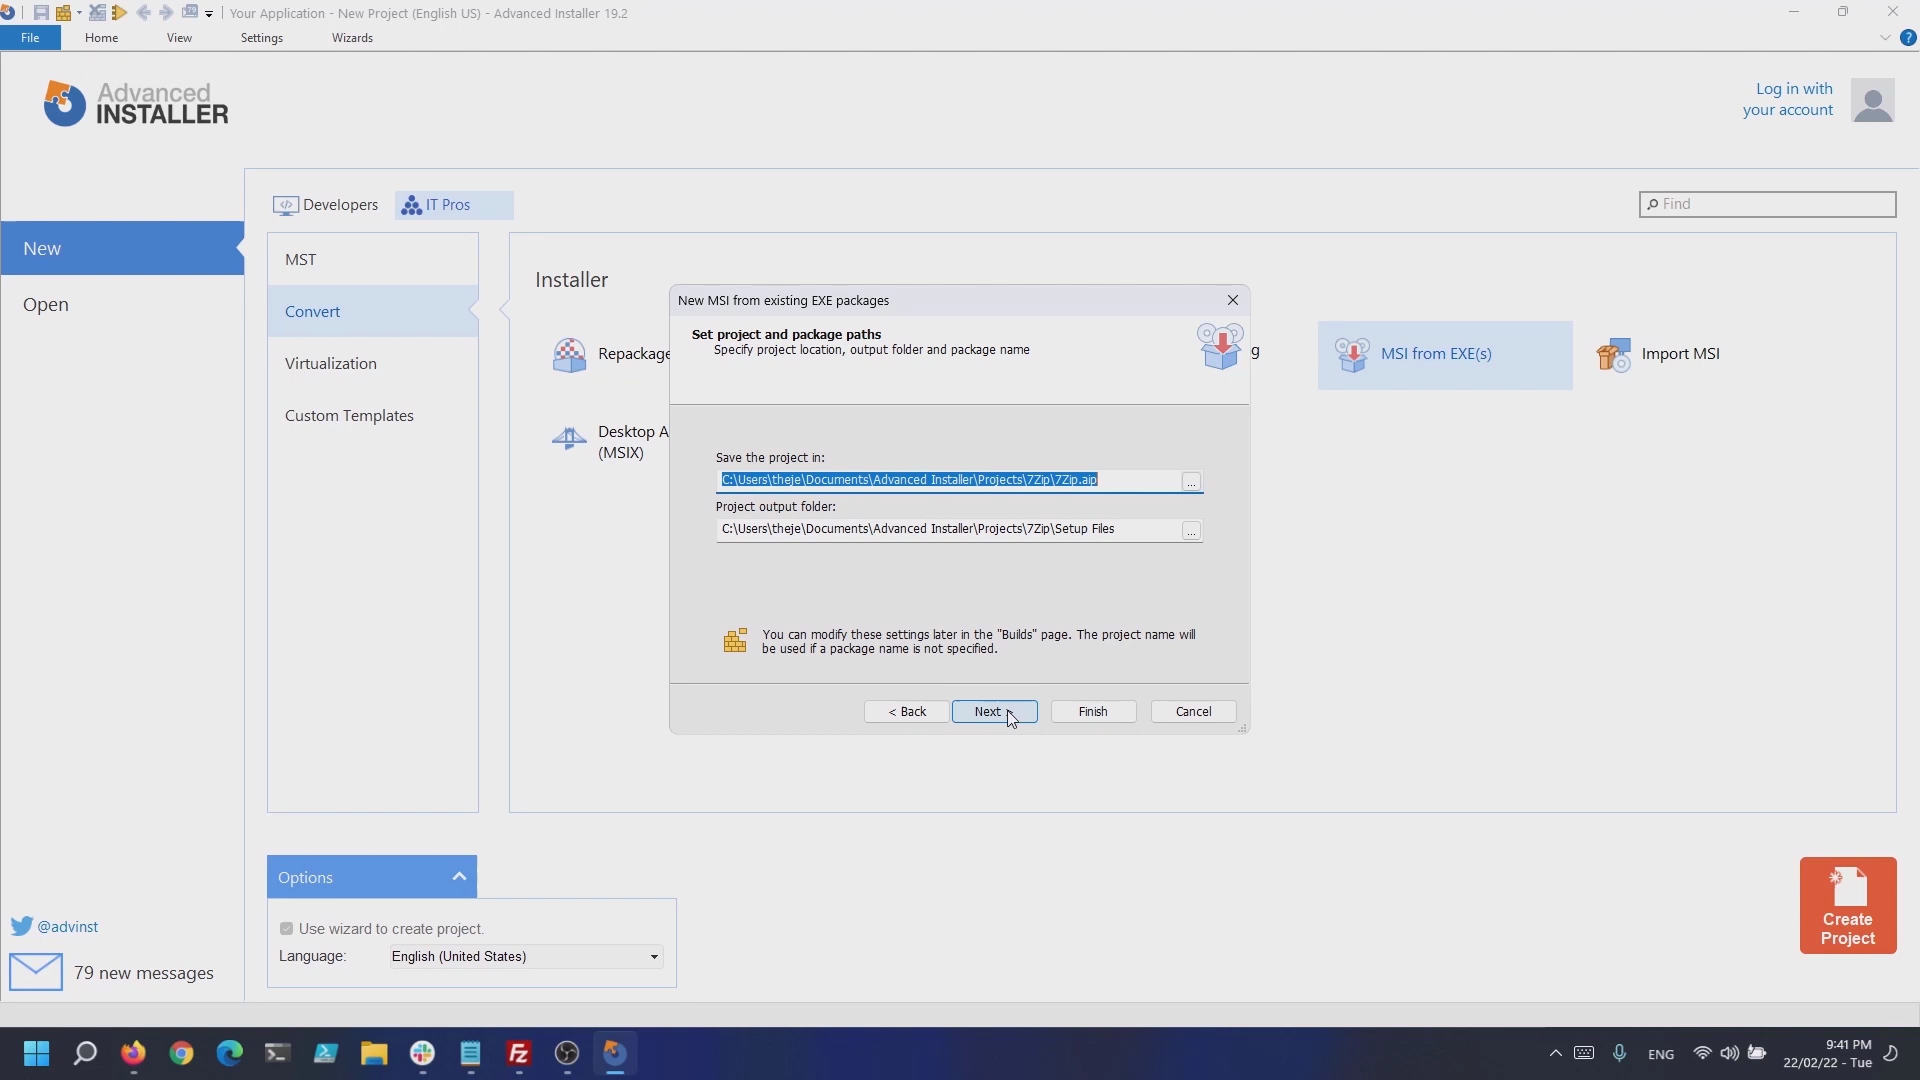 Your Application - New Project (English US) - Advanced Installer 19.2
File
Home
View
Settings
Wizards
?
Advanced
INSTALLER
Log in with
your account
Developers
IT Pros
Find
New
Open
MST
Convert
Virtualization
Custom Templates
Installer
Repackage
g
MSI from EXE(s)
Import MSI
Desktop A
(MSIX)
New MSI from existing EXE packages
Set project and package paths
Specify project location, output folder and package name
Save the project in:
C:\Users\theje\Documents\Advanced Installer\Projects\7Zip\7Zip.aip
...
Project output folder:
C:\Users\theje\Documents\Advanced Installer\Projects\7Zip\Setup Files
...
You can modify these settings later in the "Builds" page. The project name will
be used if a package name is not specified.
< Back
Next
Finish
Cancel
Options
Use wizard to create project.
Language:
English (United States)
Create
Project
@advinst
79 new messages
Fz
ENG
9:41 PM
22/02/22 - Tue